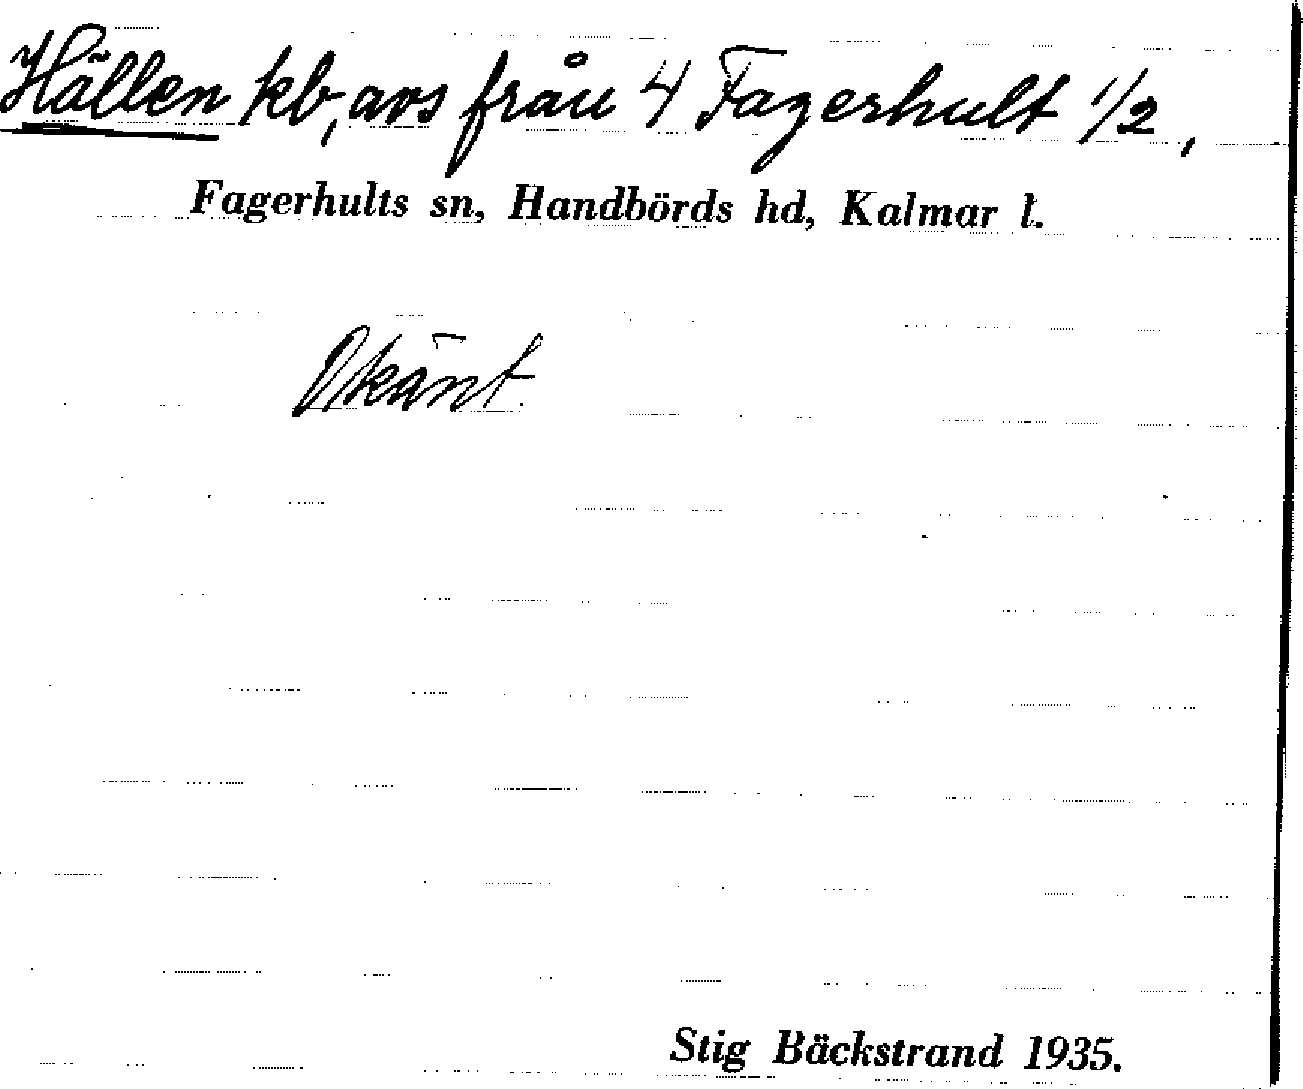 Hällen kb, avs från 4 Fagerhult 1/2,
Fagerhults sn, Handbörds hd, Kalmar l.
Okänt.
Stig Bäckstrand 1935.